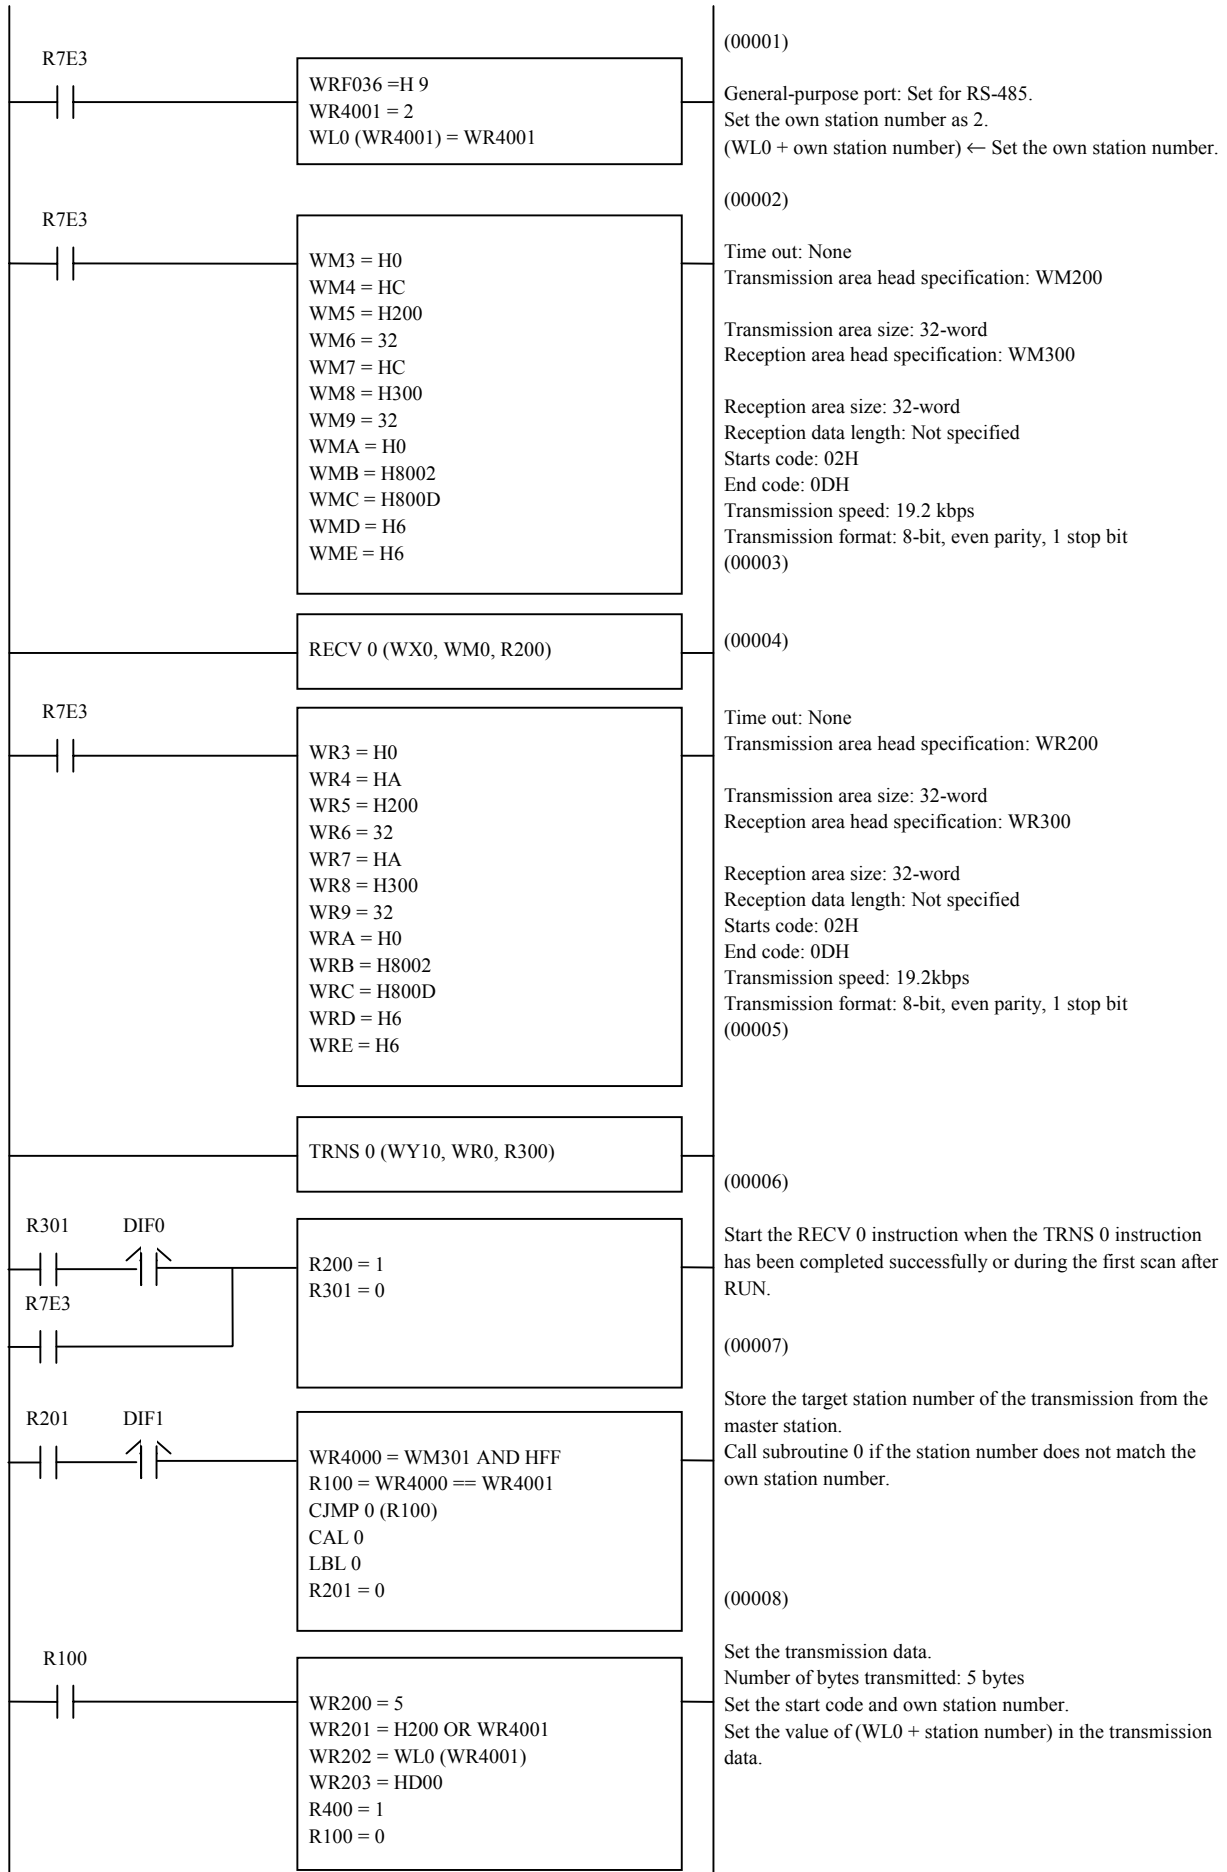 (00001)
R7E3
WRF036 =H 9
WR4001 = 2
WL0 (WR4001) = WR4001
General-purpose port: Set for RS-485.
Set the own station number as 2.
(WL0 + own station number) ← Set the own station number.
(00002)
R7E3
WM3 = H0
WM4 = HC
WM5 = H200
WM6 = 32
WM7 = HC
WM8 = H300
WM9 = 32
WMA = H0
WMB = H8002
WMC = H800D
WMD = H6
WME = H6
Time out: None
Transmission area head specification: WM200
Transmission area size: 32-word
Reception area head specification: WM300
Reception area size: 32-word
Reception data length: Not specified
Starts code: 02H
End code: 0DH
Transmission speed: 19.2 kbps
Transmission format: 8-bit, even parity, 1 stop bit
(00003)
RECV 0 (WX0, WM0, R200)
(00004)
R7E3
WR3 = H0
WR4 = HA
WR5 = H200
WR6 = 32
WR7 = HA
WR8 = H300
WR9 = 32
WRA = H0
WRB = H8002
WRC = H800D
WRD = H6
WRE = H6
Time out: None
Transmission area head specification: WR200
Transmission area size: 32-word
Reception area head specification: WR300
Reception area size: 32-word
Reception data length: Not specified
Starts code: 02H
End code: 0DH
Transmission speed: 19.2kbps
Transmission format: 8-bit, even parity, 1 stop bit
(00005)
TRNS 0 (WY10, WR0, R300)
(00006)
R301 DIF0
R7E3
R200 = 1
R301 = 0
Start the RECV 0 instruction when the TRNS 0 instruction
has been completed successfully or during the first scan after
RUN.
(00007)
R201 DIF1
WR4000 = WM301 AND HFF
R100 = WR4000 == WR4001
CJMP 0 (R100)
CAL 0
LBL 0
R201 = 0
Store the target station number of the transmission from the
master station.
Call subroutine 0 if the station number does not match the
own station number.
(00008)
R100
WR200 = 5
WR201 = H200 OR WR4001
WR202 = WL0 (WR4001)
WR203 = HD00
R400 = 1
R100 = 0
Set the transmission data.
Number of bytes transmitted: 5 bytes
Set the start code and own station number.
Set the value of (WL0 + station number) in the transmission
data.